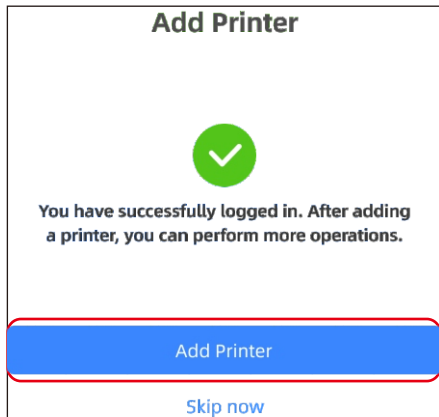 Add Printer
You have successfully logged in. After adding
a printer, you can perform more operations.
Add Printer
Skip now